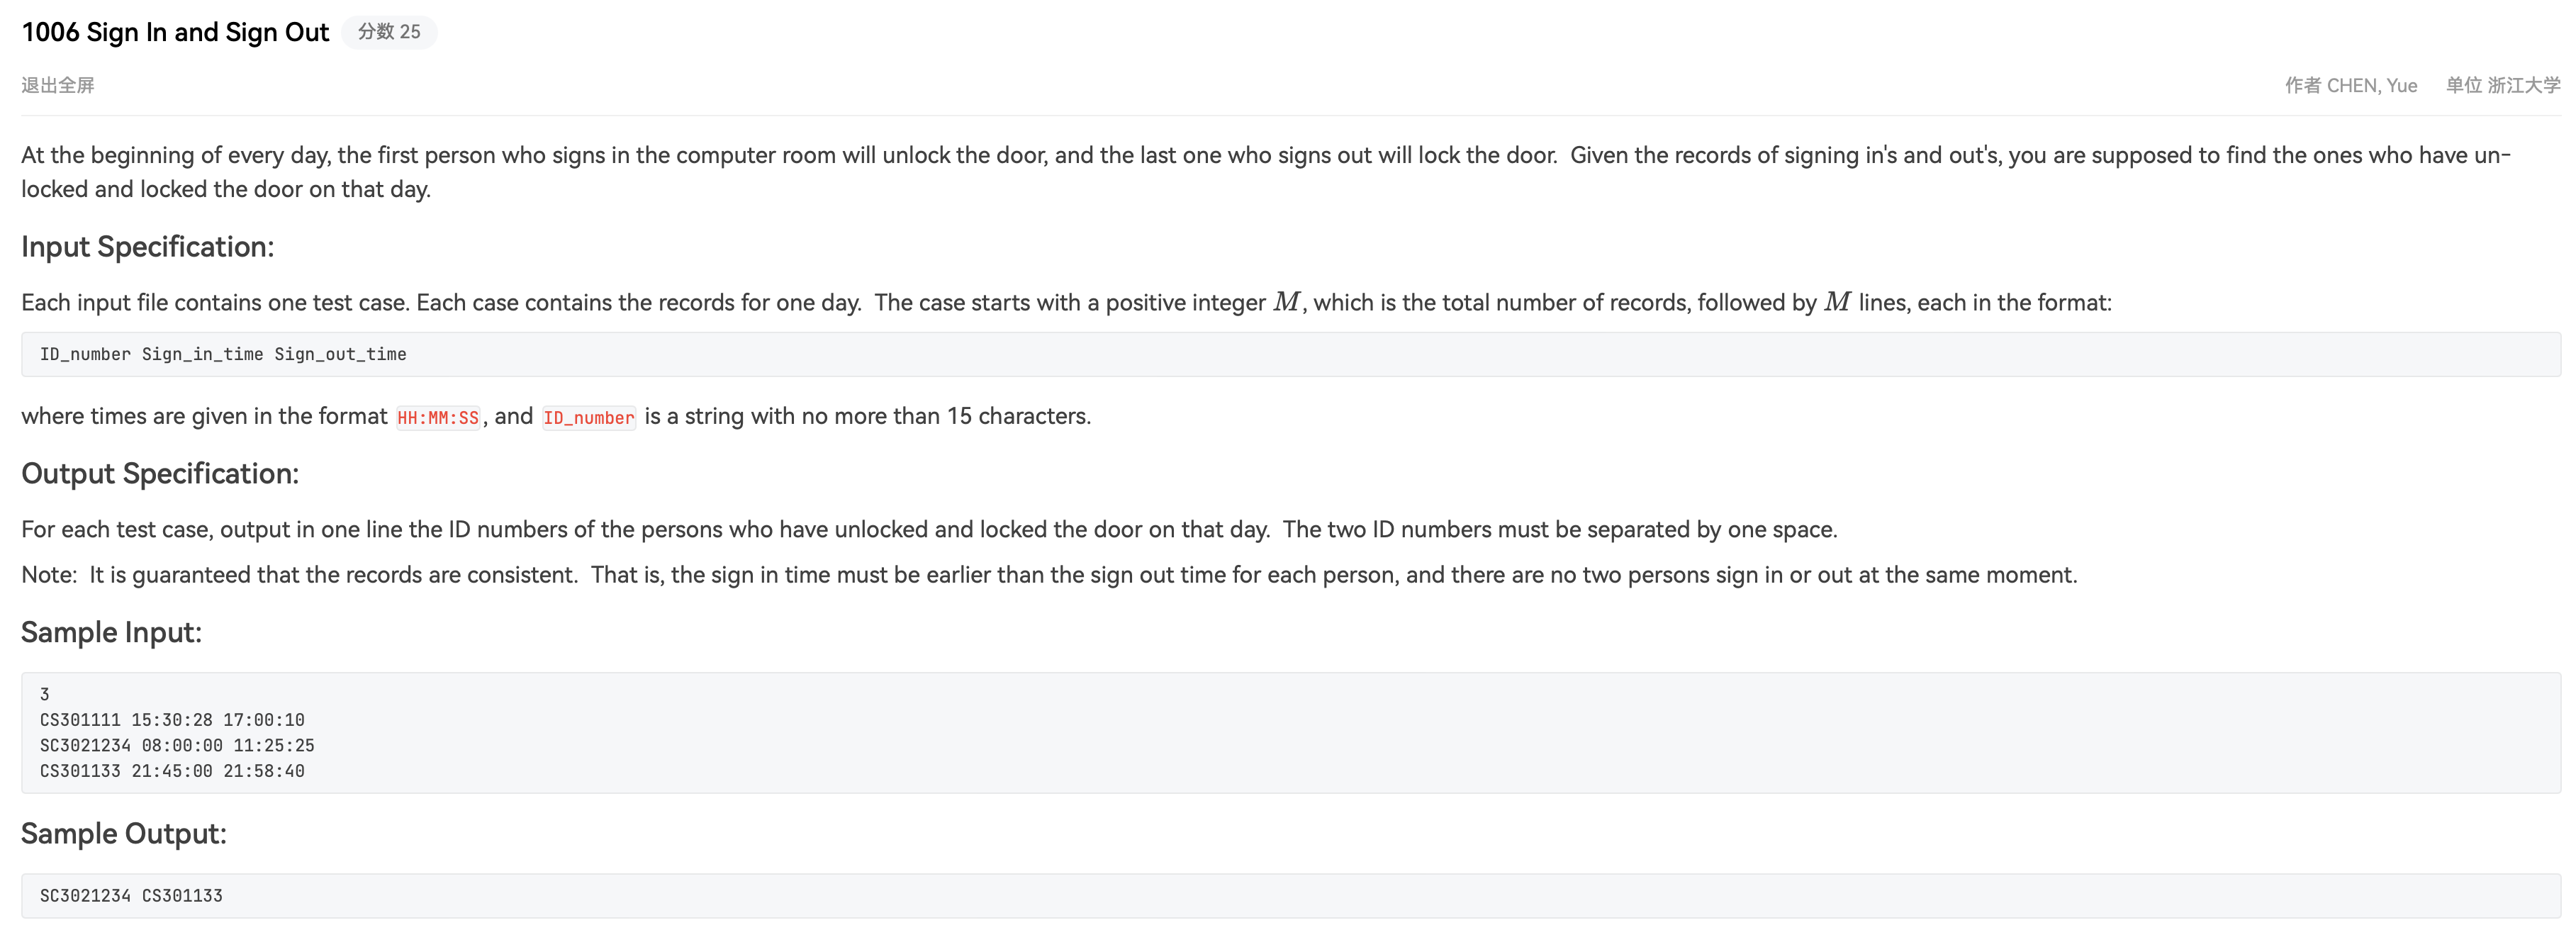 1006 Sign In and Sign Out 分数 25
退出全屏 作者 CHEN, Yue 单位 浙江大学
At the beginning of every day, the first person who signs in the computer room will unlock the door, and the last one who signs out will lock the door. Given the records of signing in's and out's, you are supposed to find the ones who have un-
locked and locked the door on that day.
Input Specification:
Each input file contains one test case. Each case contains the records for one day. The case starts with a positive integer M, which is the total number of records, followed by M lines, each in the format:
ID_number Sign_in_time Sign_out_time
where times are given in the format HH:MM:SS, and ID_number is a string with no more than 15 characters.
Output Specification:
For each test case, output in one line the ID numbers of the persons who have unlocked and locked the door on that day. The two ID numbers must be separated by one space.
Note: It is guaranteed that the records are consistent. That is, the sign in time must be earlier than the sign out time for each person, and there are no two persons sign in or out at the same moment.
Sample Input:
3
CS301111 15:30:28 17:00:10
SC3021234 08:00:00 11:25:25
CS301133 21:45:00 21:58:40
Sample Output:
SC3021234 CS301133